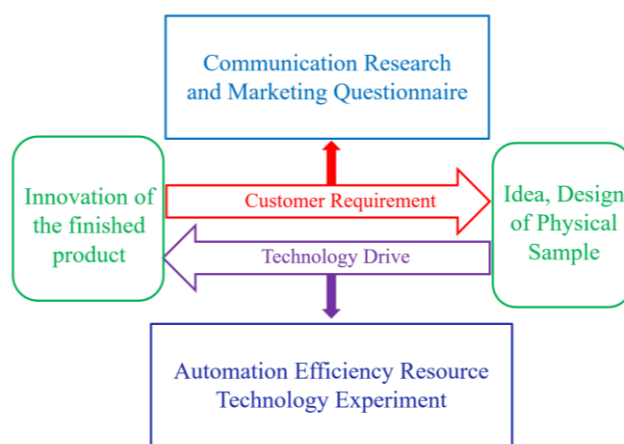 Communication Research
and Marketing Questionnaire
Innovation of
the finished
product
Customer Requirement
Technology Drive
Idea, Design
of Physical
Sample
Automation Efficiency Resource
Technology Experiment